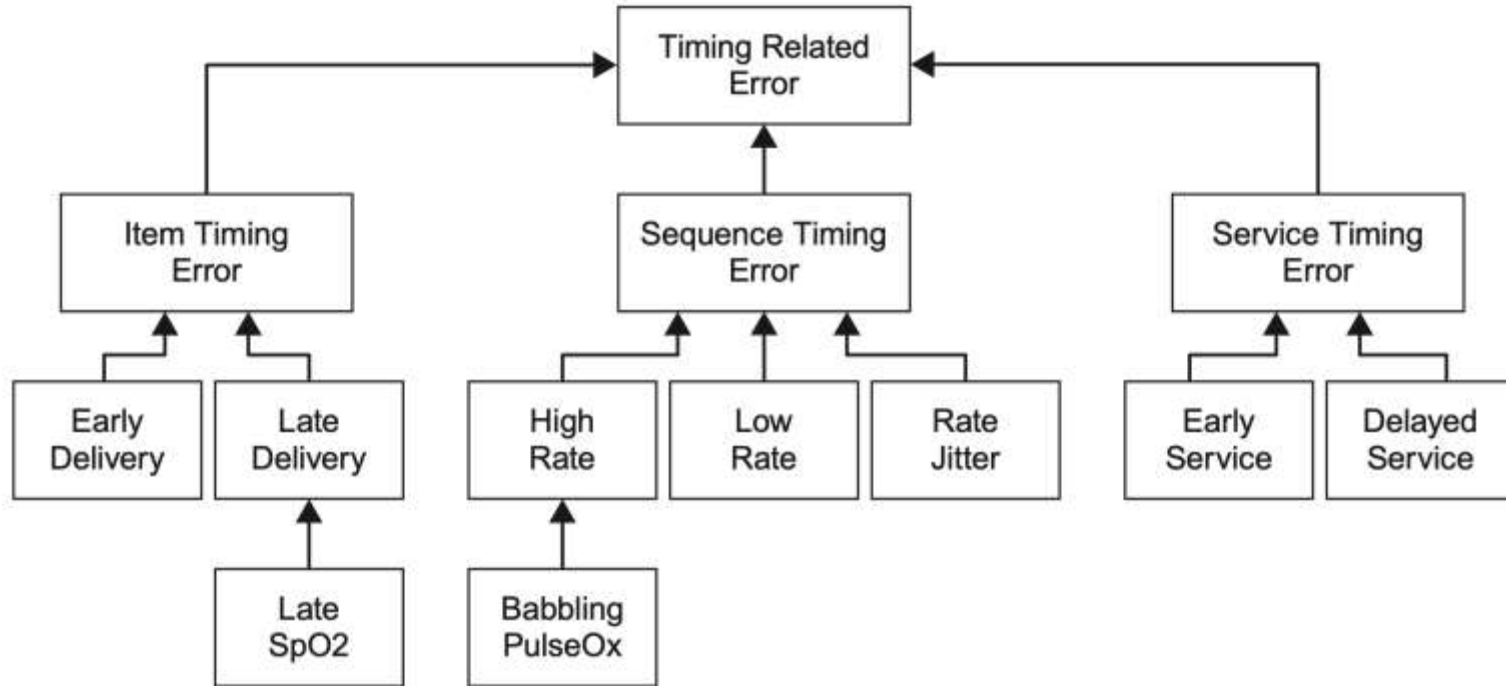 Timing Related
Error
Item Timing
Error
Sequence Timing
Error
Service Timing
Error
Early
Delivery
Late
Delivery
High
Rate
Low
Rate
Rate
Jitter
Early
Service
Delayed
Service
Late
SpO2
Babbling
PulseOx